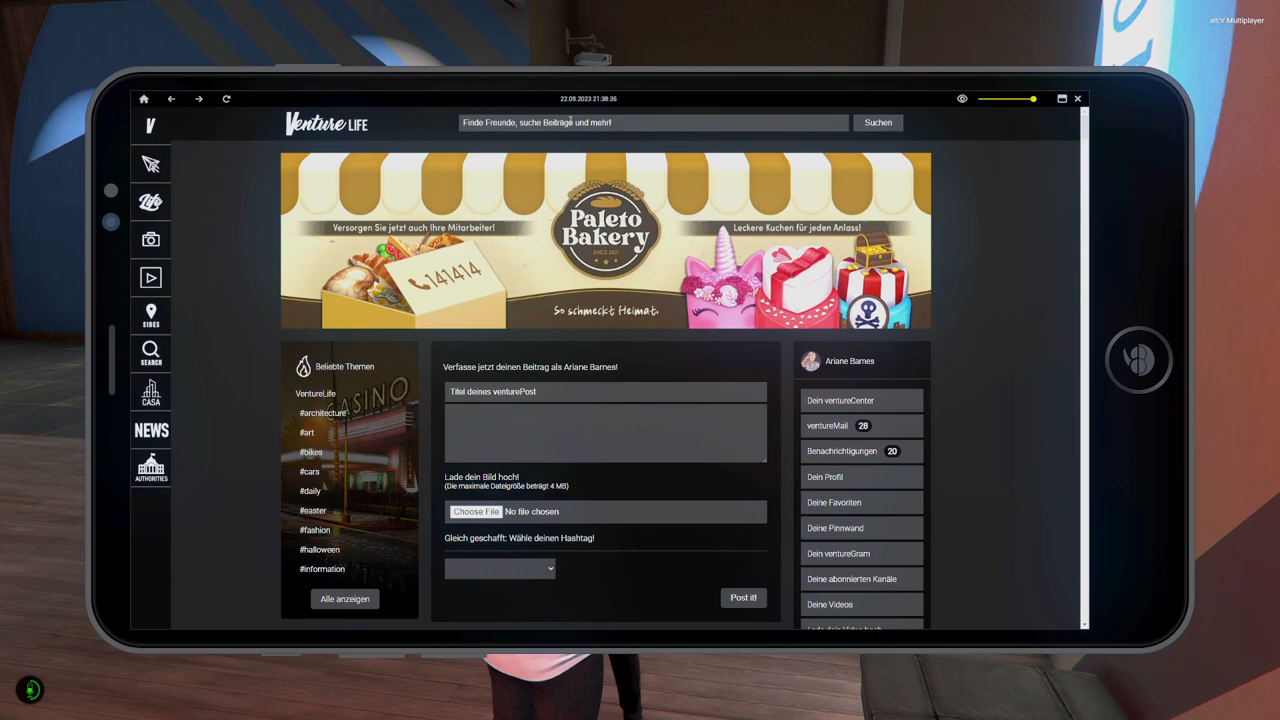 alt:V Multiplayer
22.09.2023 21:38:35
V
Venture LIFE
Finde Freunde, suche Beiträge und mehr!
Suchen
Life
SIDES
SEARCH
CASA
NEWS
AUTHORITIES
Versorgen Sie jetzt auch Ihre Mitarbeiter!
Paleto
Bakery
SINCE 2021
Leckere Kuchen für jeden Anlass!
141414
So schmeckt Heimat.
Beliebte Themen
VentureLife
#architecture
#art
#bikes
#cars
#daily
#easter
#fashion
#halloween
#information
Alle anzeigen
CASINO
Verfasse jetzt deinen Beitrag als Ariane Barnes!
Titel deines venturePost
Lade dein Bild hoch!
(Die maximale Dateigröße beträgt 4 MB)
Choose File No file chosen
Gleich geschafft: Wähle deinen Hashtag!
Post it!
Ariane Barnes
Dein ventureCenter
ventureMail 28
Benachrichtigungen 20
Dein Profil
Deine Favoriten
Deine Pinnwand
Dein ventureGram
Deine abonnierten Kanäle
Deine Videos
Lade dein Video hoch